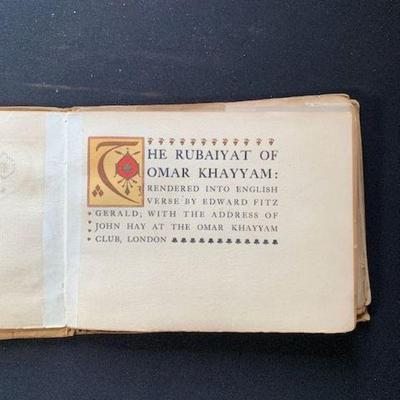 THE RUBAIYAT OF
OMAR KHAYYAM:
RENDERED INTO ENGLISH
VERSE BY EDWARD FITZ
GERALD; WITH THE ADDRESS OF
JOHN HAY AT THE OMAR KHAYYAM
CLUB, LONDON